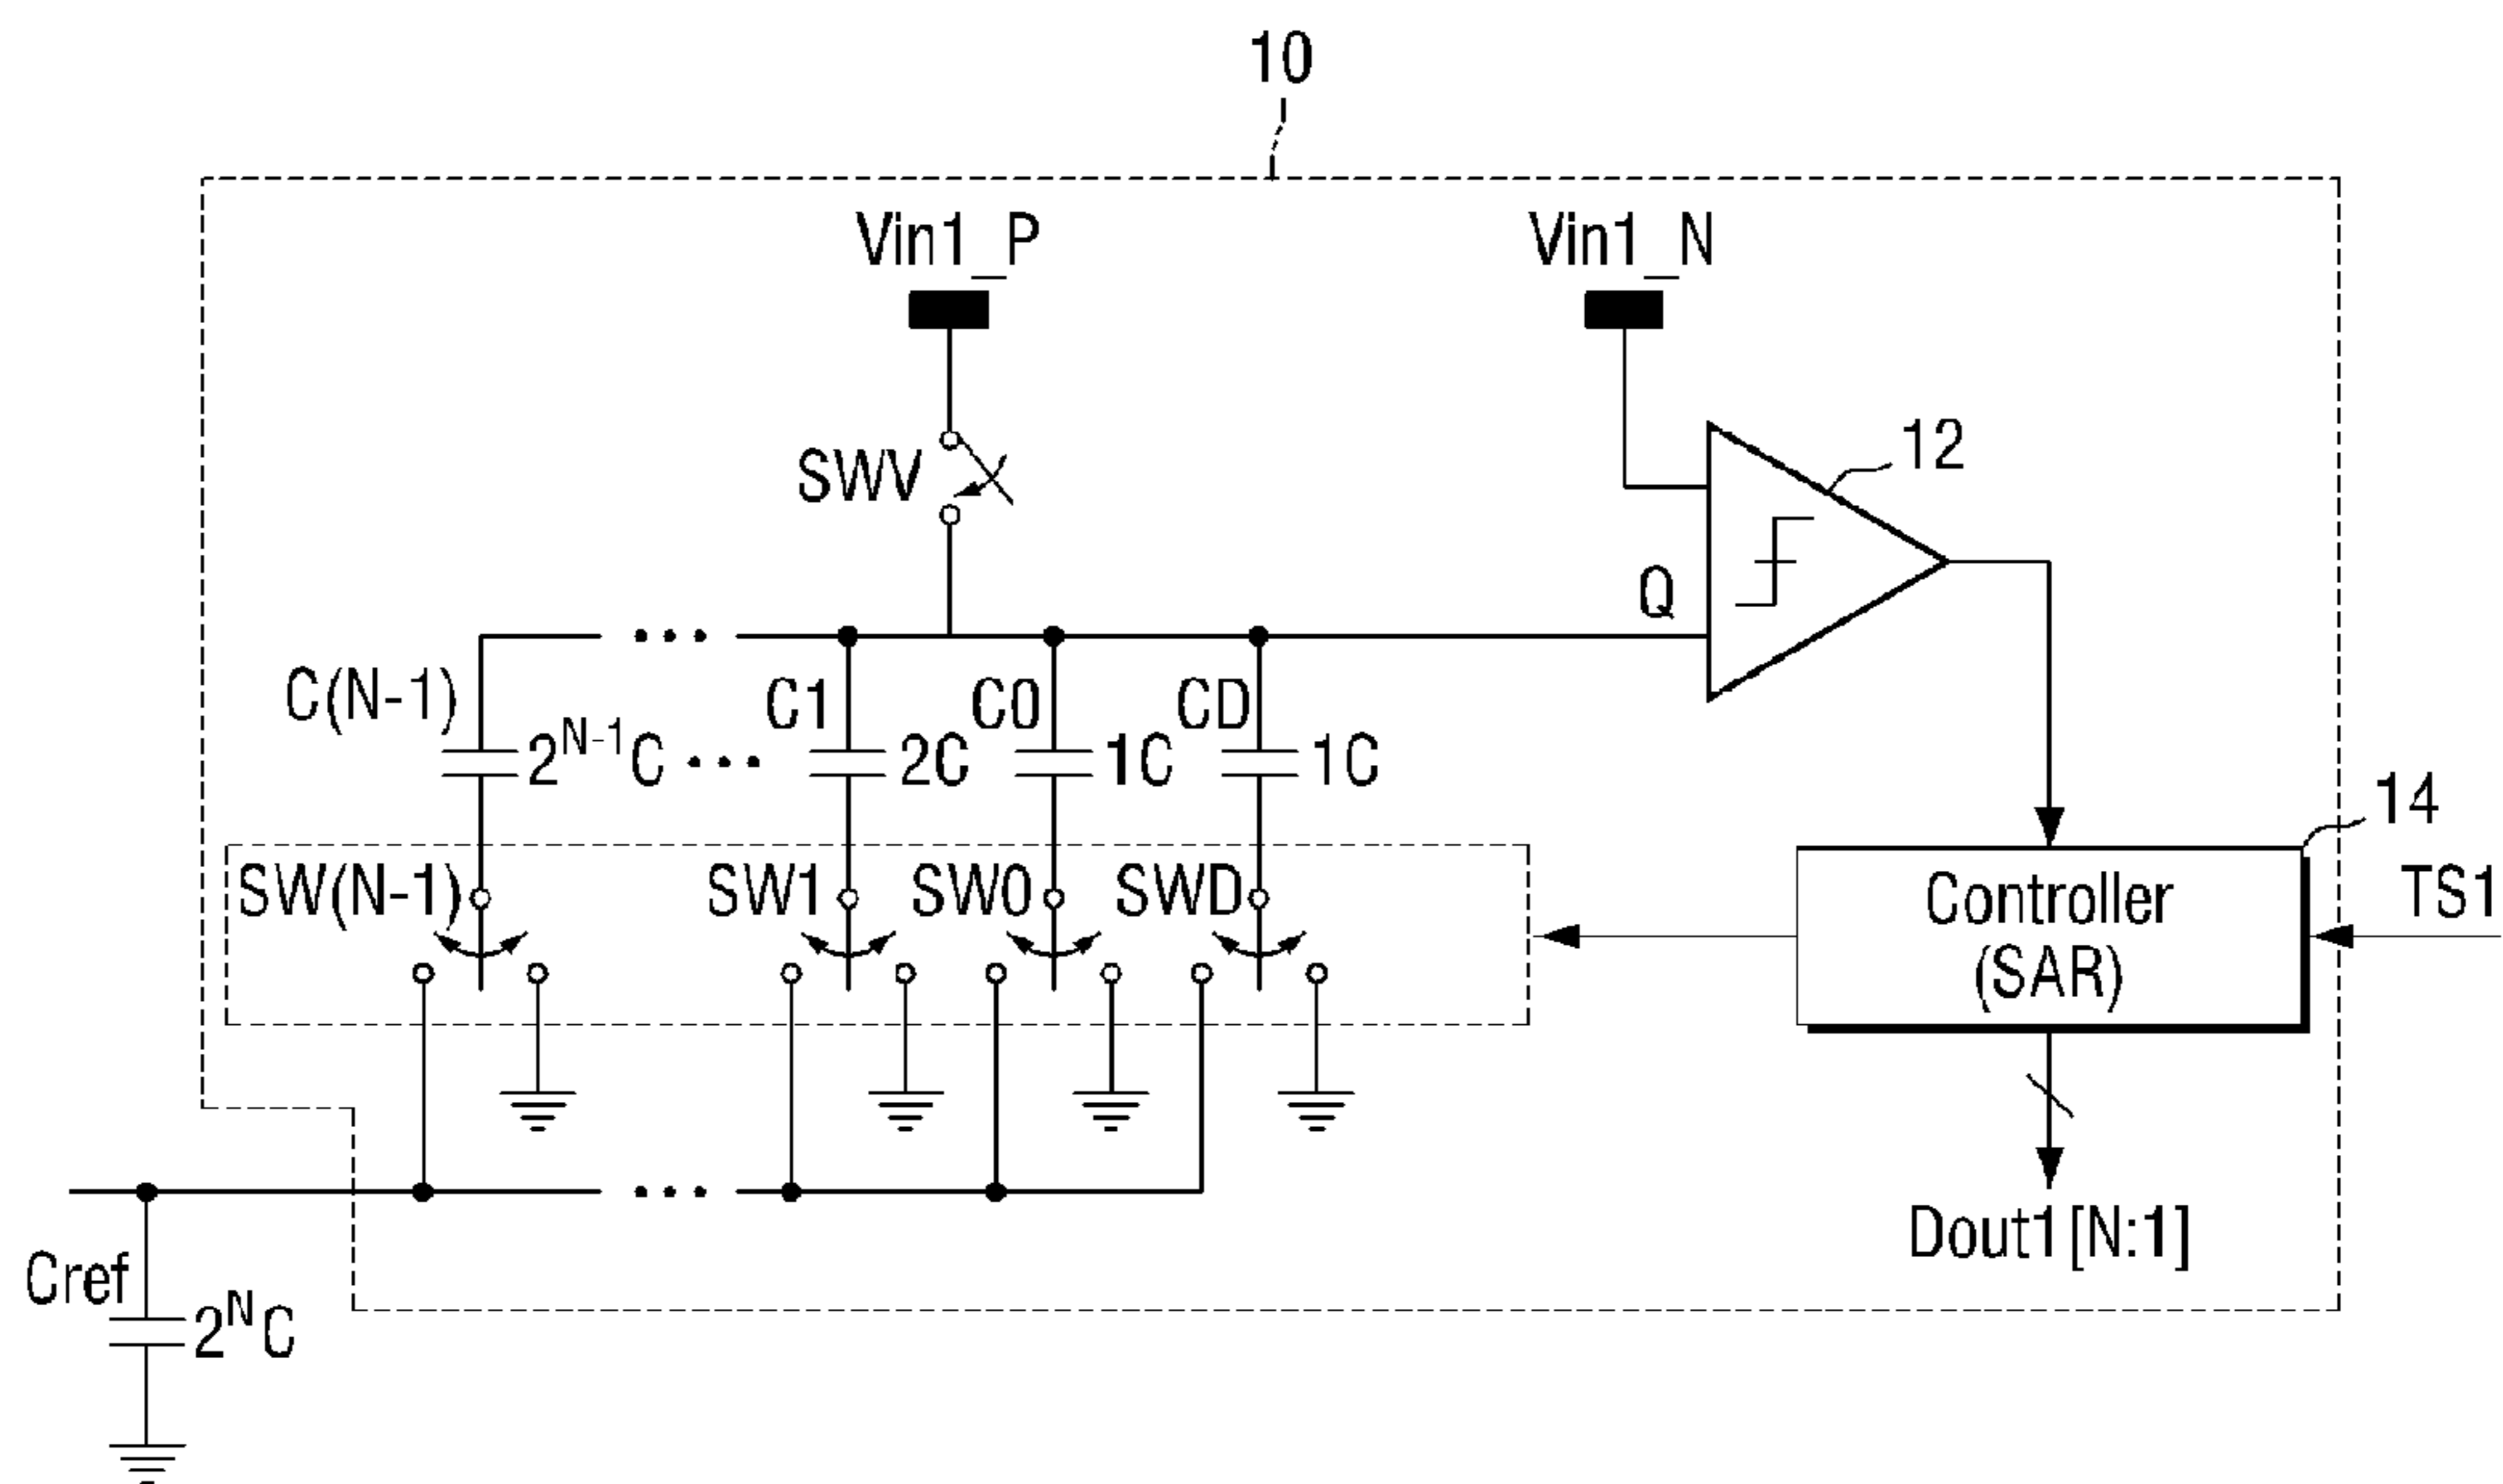 10
Vin1_P
Vin1_N
SWV
12
Q
C(N-1)
2^N-1C
C1
2C
C0
1C
CD
1C
14
SW(N-1)
SW1
SW0
SWD
Controller
(SAR)
TS1
Dout1[N:1]
Cref
2^NC